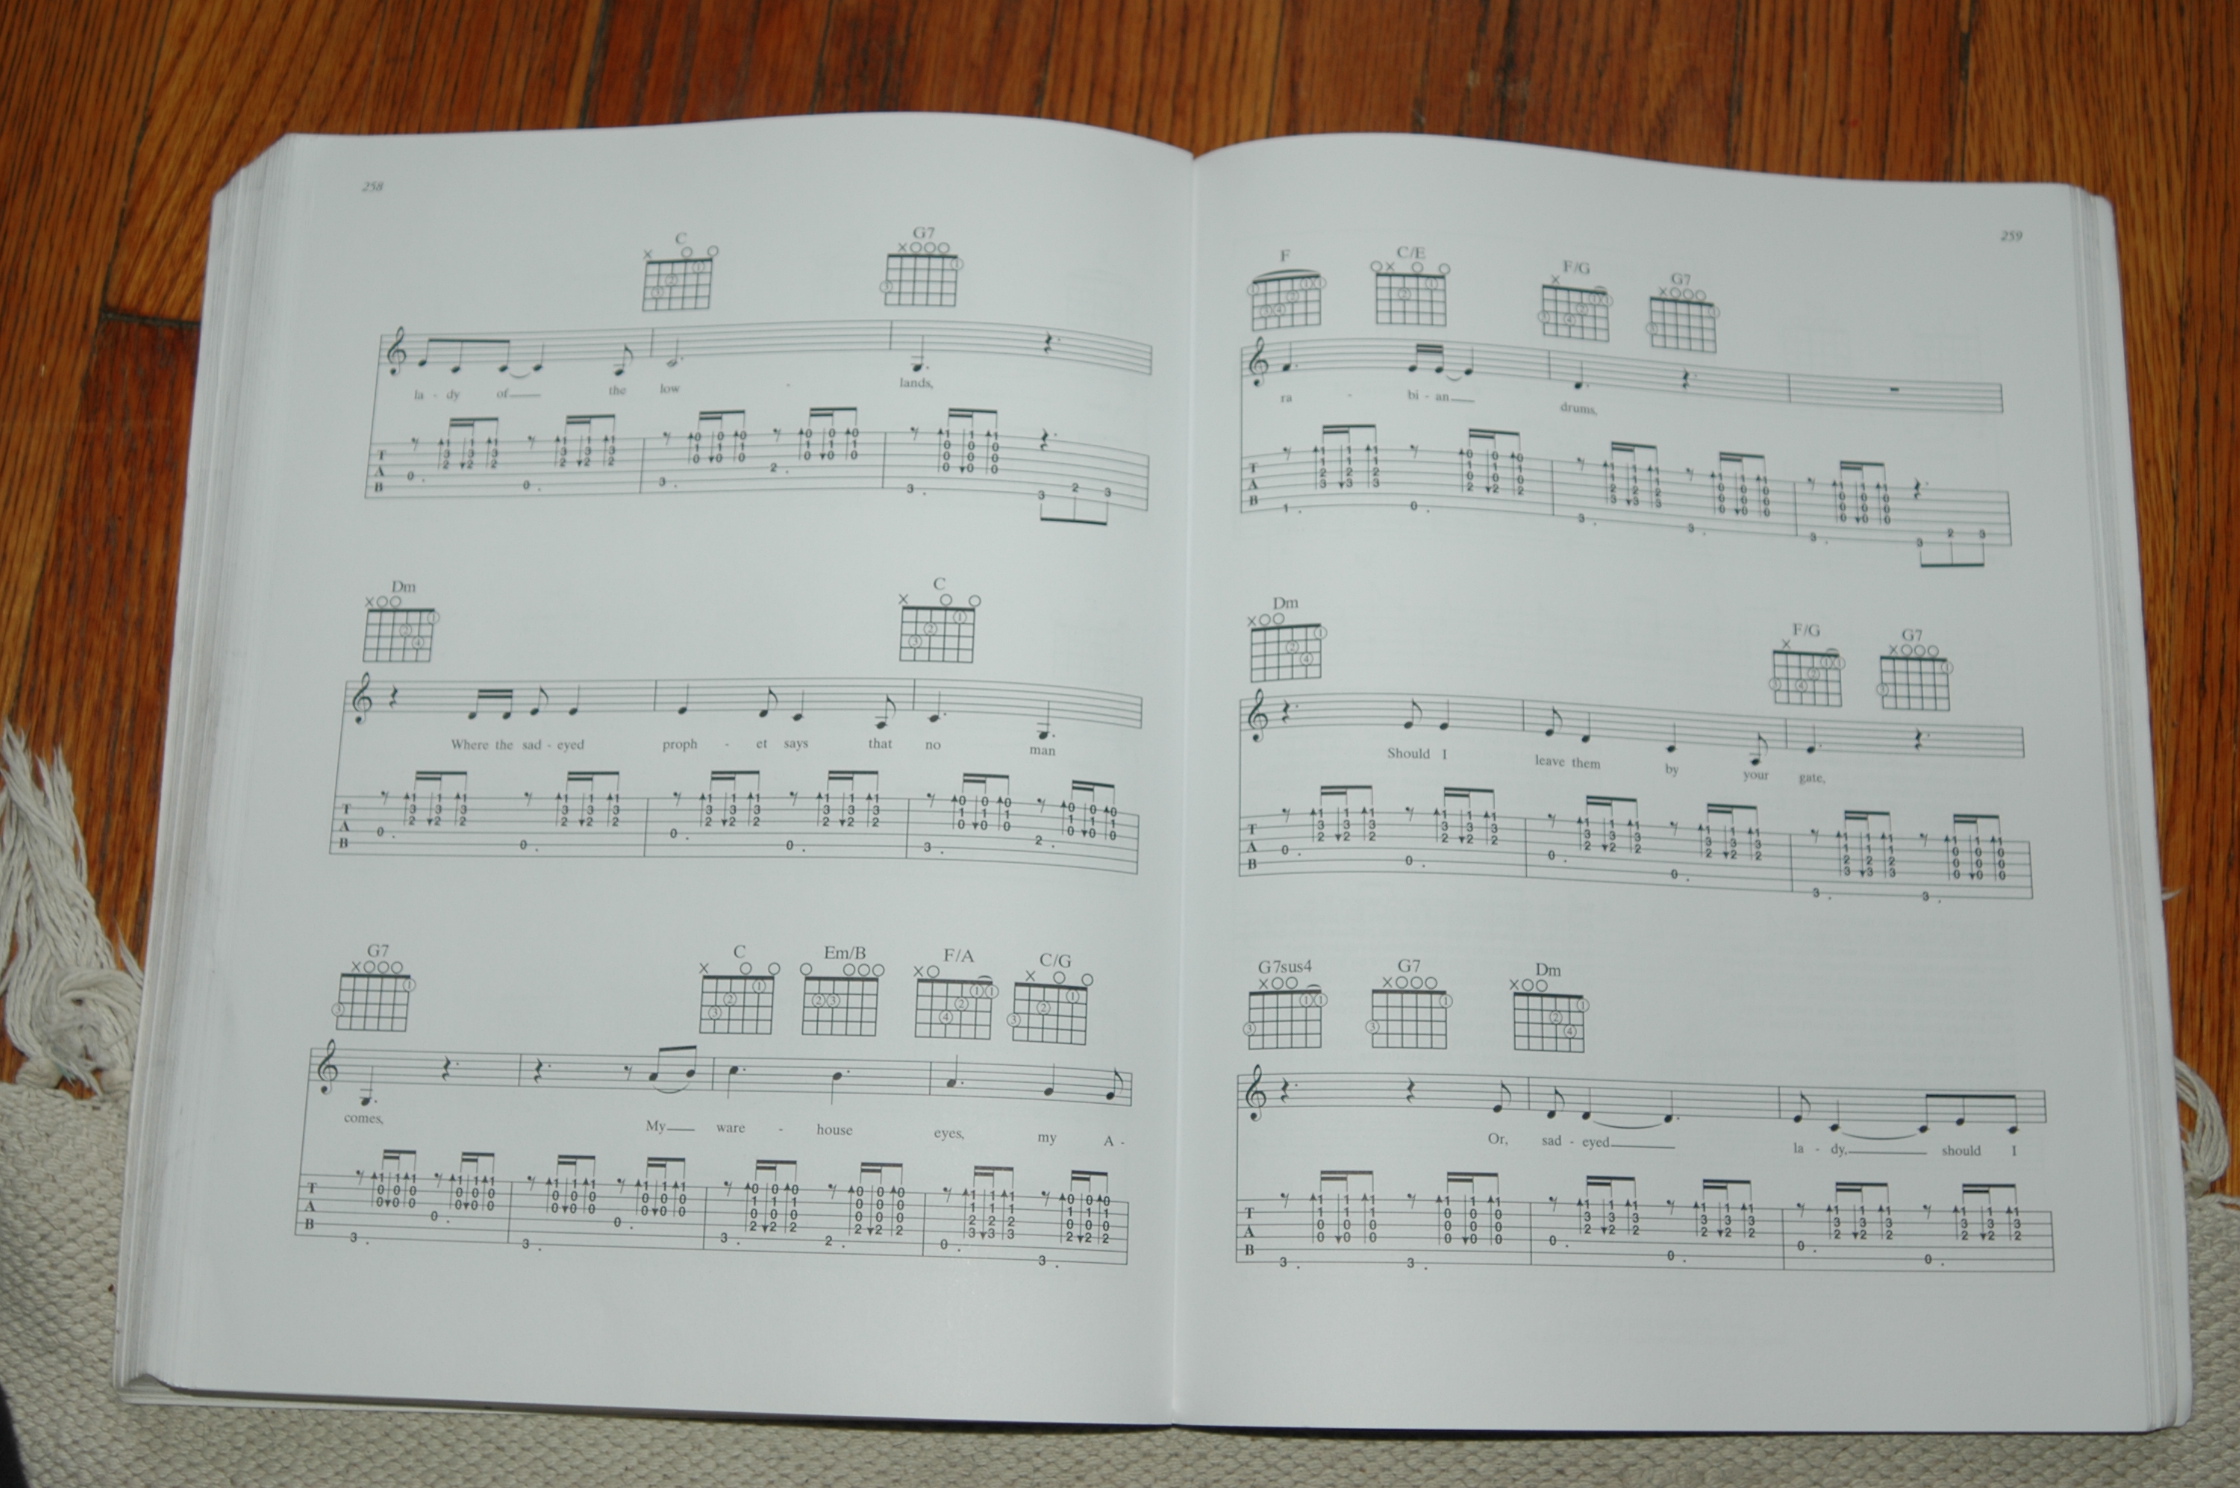 258
C G7
la - dy of the low - lands,
T
A
B
Dm C
Where the sad - eyed proph - et says that no man
T
A
B
G7 C Em/B F/A C/G
comes, My ware - house eyes, my A -
T
A
B
259
F C/E F/G G7
ra - bi - an drums,
T
A
B
Dm F/G G7
Should I leave them by your gate,
T
A
B
G7sus4 G7 Dm
Or, sad - eyed la - dy, should I
T
A
B